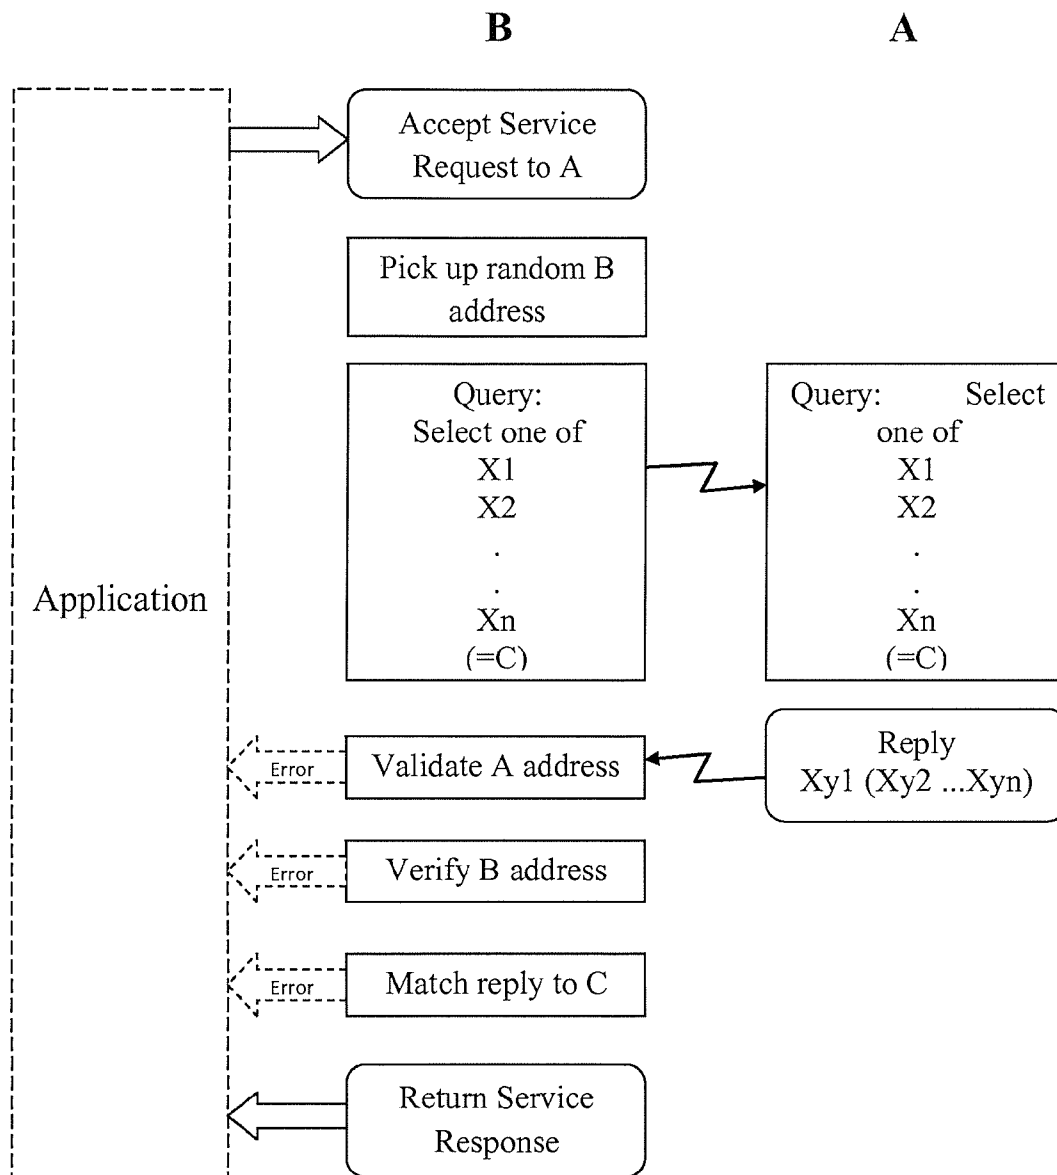 B
A
Accept Service
Request to A
Pick up random B
address
Query:
Select one of
X1
X2
.
.
Xn
(=C)
Query: Select
one of
X1
X2
.
.
Xn
(=C)
Application
Reply
Xy1 (Xy2 ...Xyn)
Error
Validate A address
Error
Verify B address
Error
Match reply to C
Return Service
Response